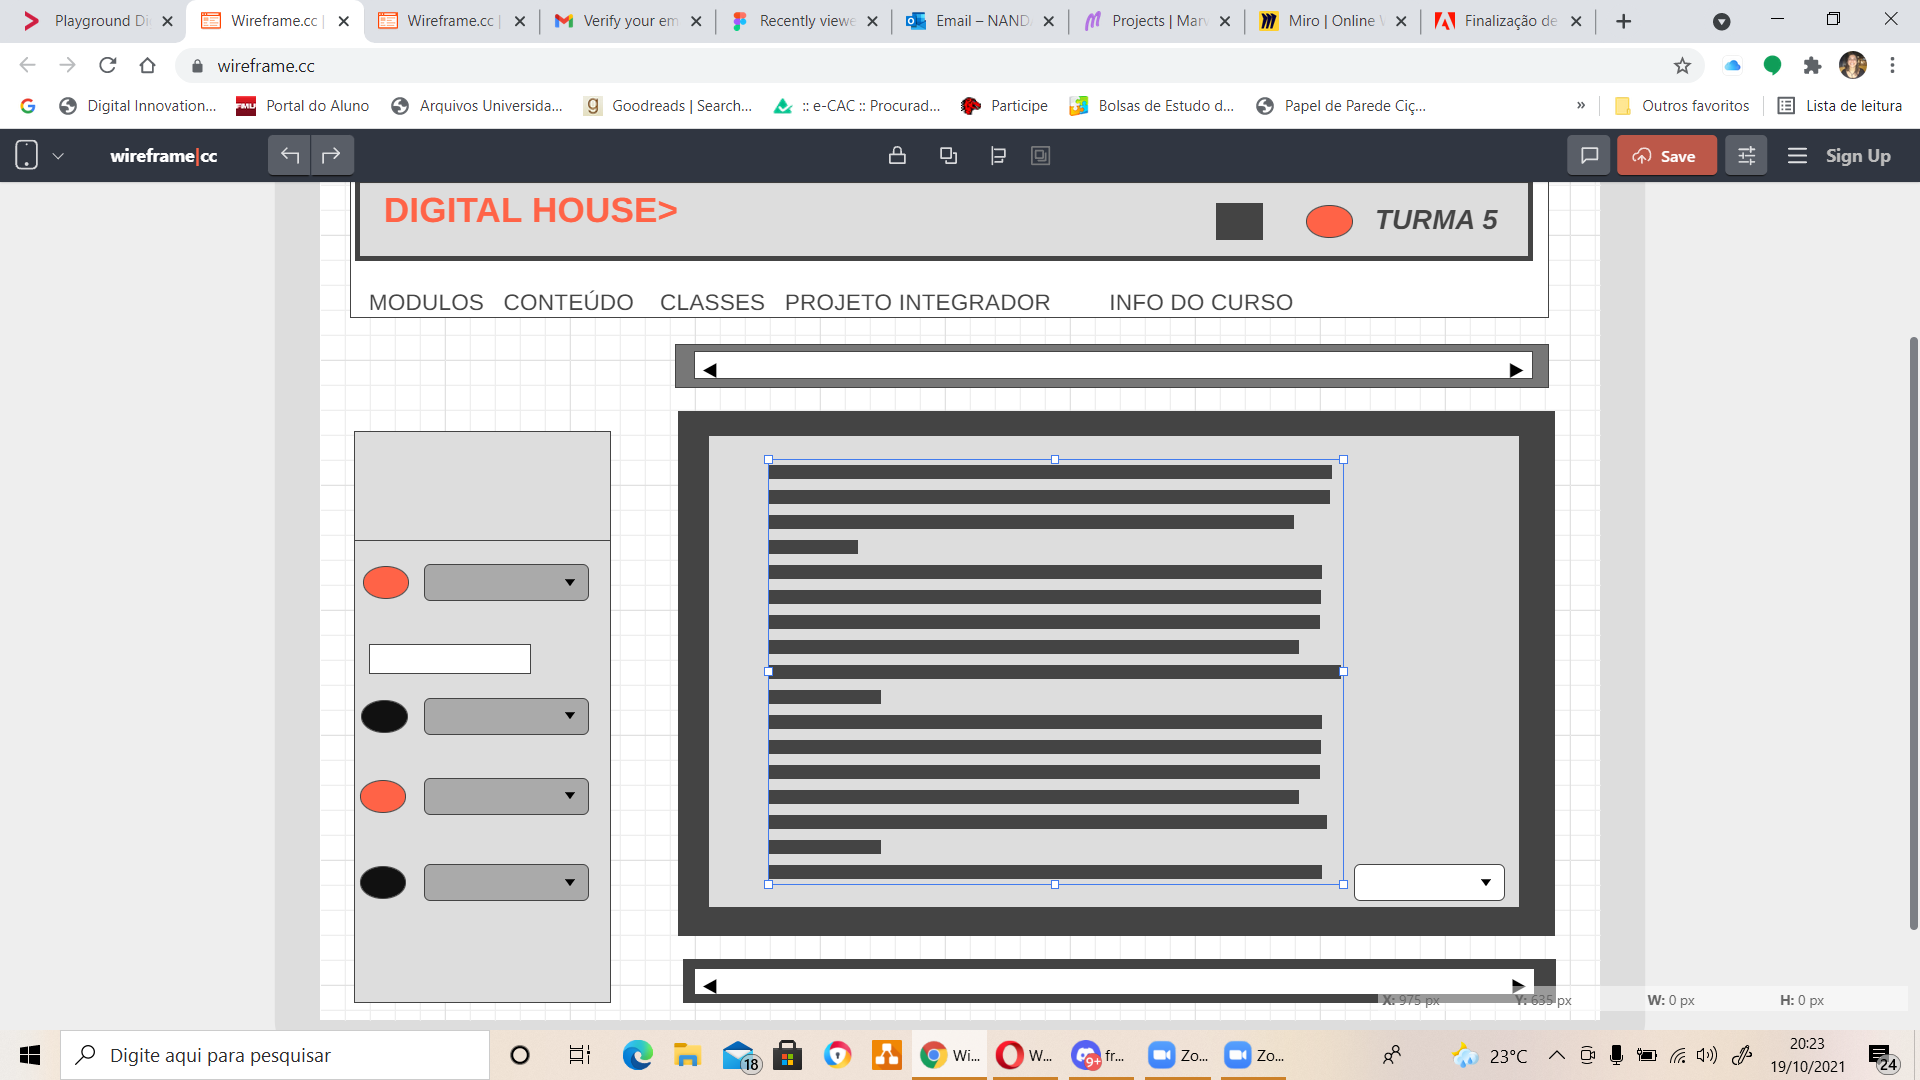 Playground Di
Wireframe.cc |
Wireframe.cc |
Verify your em
Recently viewe
Email – NAND
Projects | Marv
Miro | Online
Finalização de
wireframe.cc
Digital Innovation...
Portal do Aluno
Arquivos Universida...
Goodreads | Search...
:: e-CAC :: Procurad...
Participe
Bolsas de Estudo d...
Papel de Parede Ciç...
»
Outros favoritos
Lista de leitura
wireframe|cc
Save
Sign Up
DIGITAL HOUSE>
TURMA 5
MODULOS CONTEÚDO CLASSES PROJETO INTEGRADOR INFO DO CURSO
X: 975 px Y: 635 px W: 0 px H: 0 px
Digite aqui para pesquisar
18
Wi...
W...
9+
fr...
Zo...
Zo...
23°C
20:23
19/10/2021
24